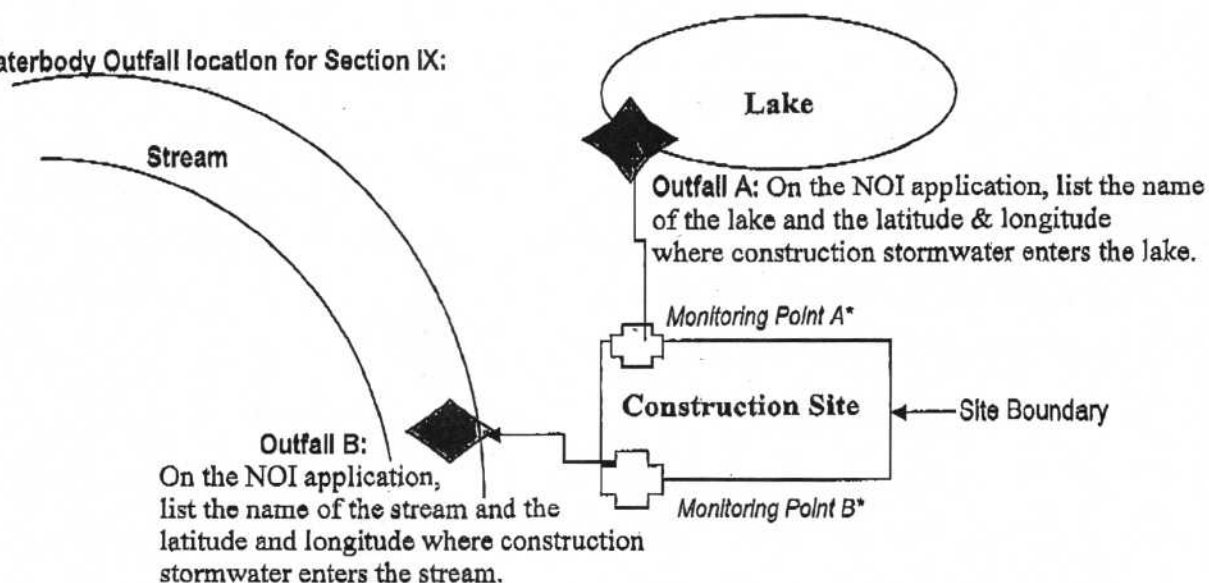 aterbody Outfall location for Section IX:
Lake
Stream
Outfall A: On the NOI application, list the name
of the lake and the latitude & longitude
where construction stormwater enters the lake.
Monitoring Point A*
Construction Site
Site Boundary
Outfall B:
On the NOI application,
list the name of the stream and the
latitude and longitude where construction
stormwater enters the stream.
Monitoring Point B*